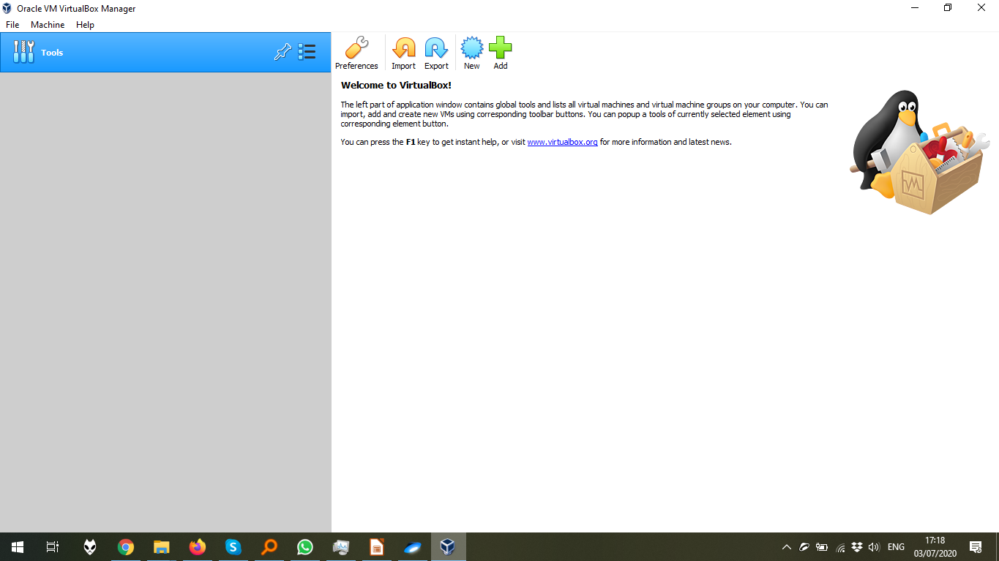 Oracle VM VirtualBox Manager
File Machine Help
Tools
Preferences Import Export New Add
Welcome to VirtualBox!
The left part of application window contains global tools and lists all virtual machines and virtual machine groups on your computer. You can
import, add and create new VMs using corresponding toolbar buttons. You can popup a tools of currently selected element using
corresponding element button.
You can press the F1 key to get instant help, or visit www.virtualbox.org for more information and latest news.
ENG
17:18
03/07/2020